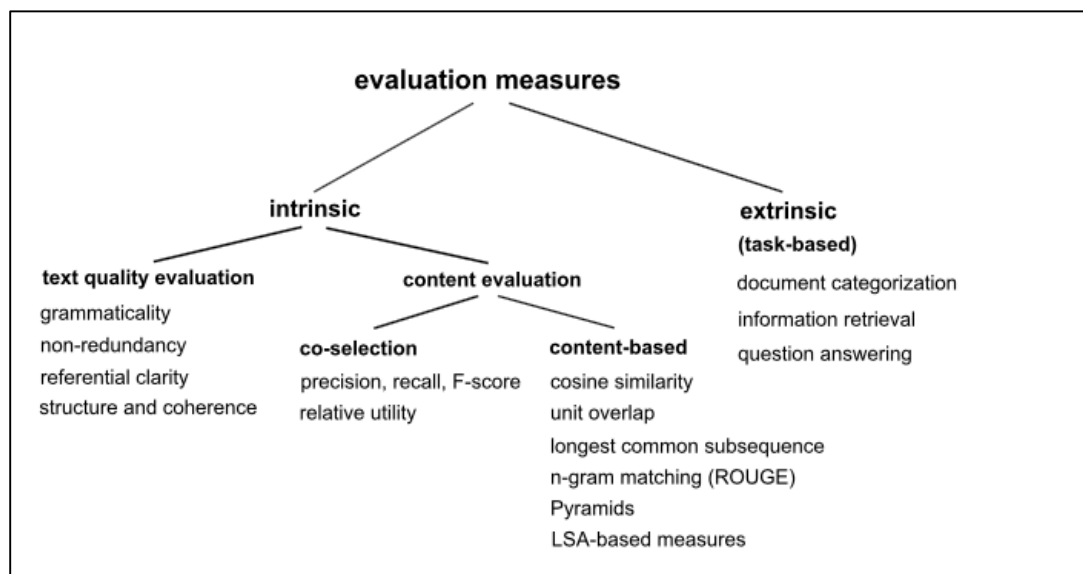 evaluation measures
intrinsic
extrinsic
(task-based)
text quality evaluation
grammaticality
non-redundancy
referential clarity
structure and coherence
content evaluation
co-selection
precision, recall, F-score
relative utility
content-based
cosine similarity
unit overlap
longest common subsequence
n-gram matching (ROUGE)
Pyramids
LSA-based measures
document categorization
information retrieval
question answering